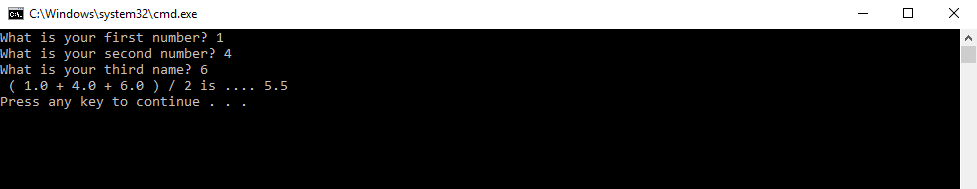 C:\Windows\system32\cmd.exe
What is your first number? 1
What is your second number? 4
What is your third name? 6
 ( 1.0 + 4.0 + 6.0 ) / 2 is .... 5.5
Press any key to continue . . .